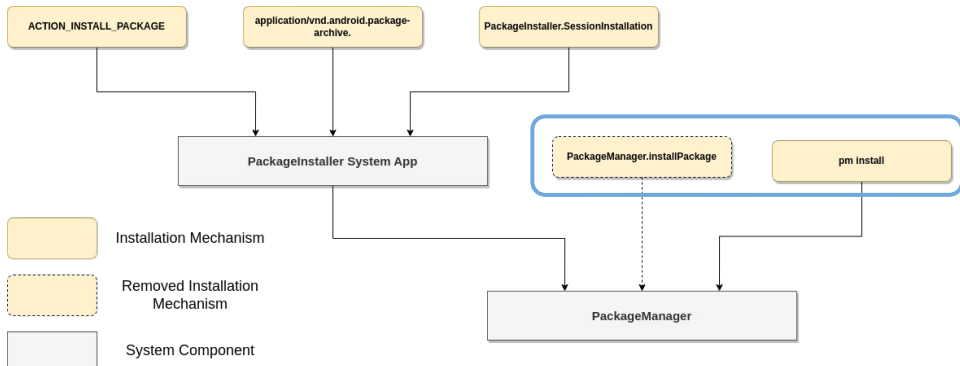 ACTION_INSTALL_PACKAGE
application/vnd.android.package-
archive.
PackageInstaller.SessionInstallation
PackageInstaller System App
PackageManager.installPackage
pm install
Installation Mechanism
Removed Installation
Mechanism
PackageManager
System Component